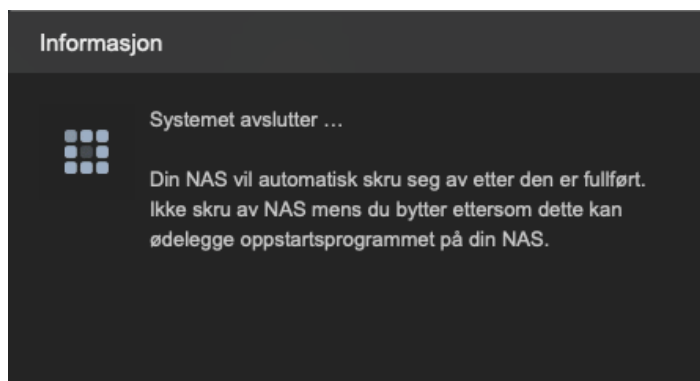 Informasjon
Systemet avslutter ...
Din NAS vil automatisk skru seg av etter den er fullført.
Ikke skru av NAS mens du bytter ettersom dette kan
ødelegge oppstartsprogrammet på din NAS.